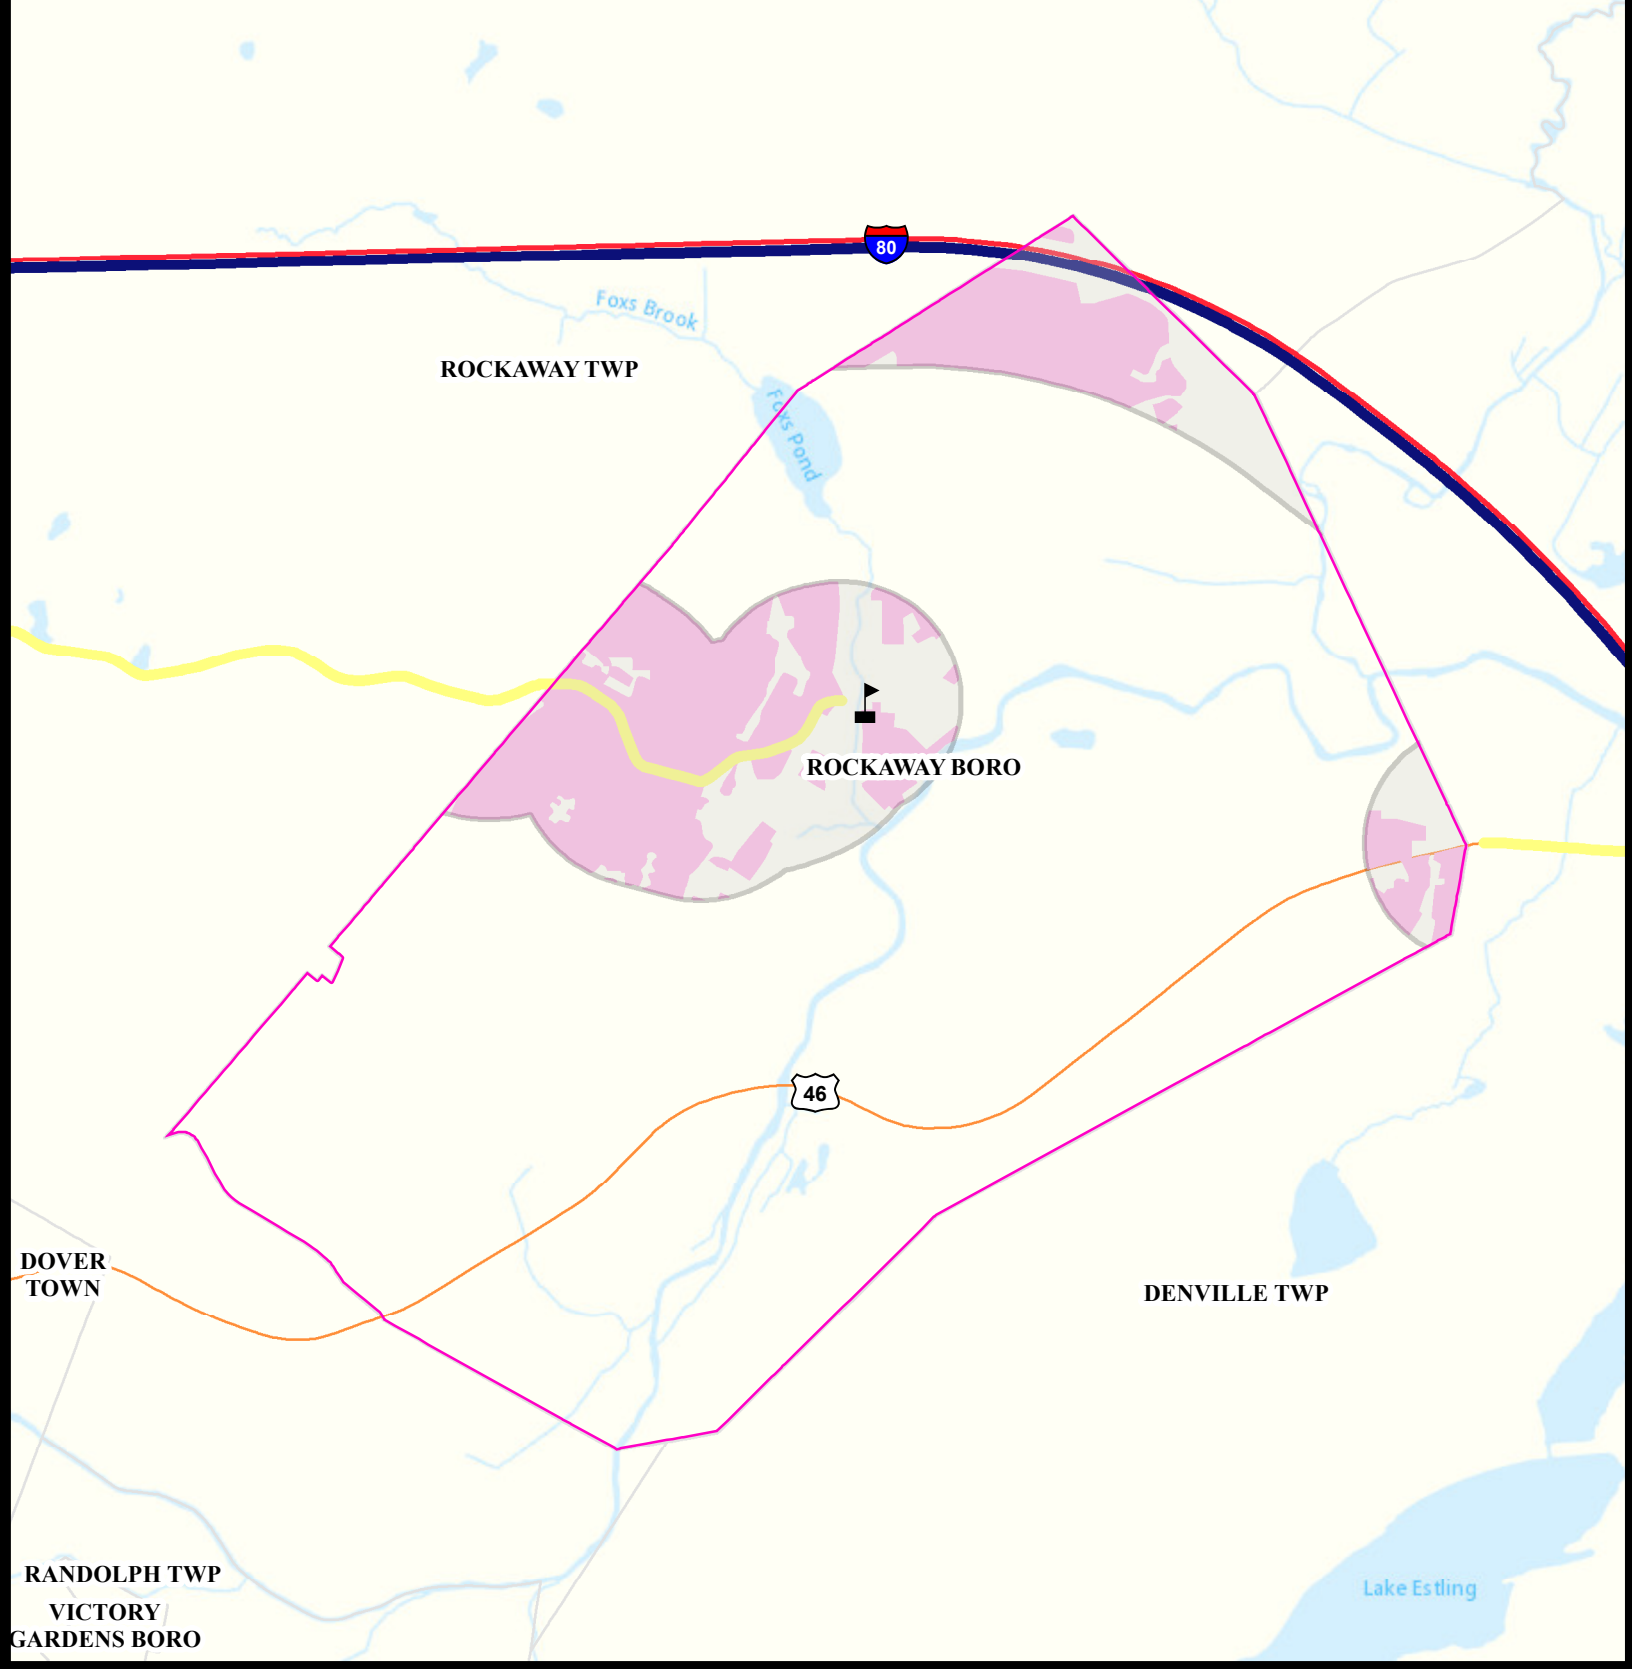 80
Foxs Brook
ROCKAWAY TWP
Foxs Pond
ROCKAWAY BORO
46
DOVER
TOWN
DENVILLE TWP
RANDOLPH TWP
Lake Estling
VICTORY
GARDENS BORO